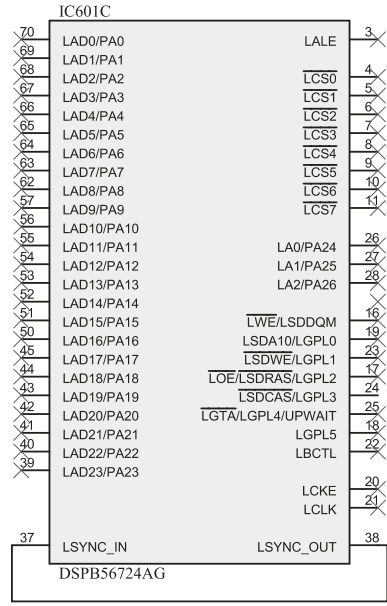 IC601C
70 LAD0/PA0 LALE 3
69 LAD1/PA1
68 LAD2/PA2 LCS0 4
67 LAD3/PA3 LCS1 5
66 LAD4/PA4 LCS2 6
65 LAD5/PA5 LCS3 7
64 LAD6/PA6 LCS4 8
63 LAD7/PA7 LCS5 9
62 LAD8/PA8 LCS6 10
57 LAD9/PA9 LCS7 11
56 LAD10/PA10
55 LAD11/PA11 LA0/PA24 26
54 LAD12/PA12 LA1/PA25 27
53 LAD13/PA13 LA2/PA26 28
52 LAD14/PA14
51 LAD15/PA15 LWE/LSDDQM 16
50 LAD16/PA16 LSDA10/LGPL0 19
45 LAD17/PA17 LSDWE/LGPL1 23
44 LAD18/PA18 LOE/LSDRAS/LGPL2 17
43 LAD19/PA19 LSDCAS/LGPL3 24
42 LAD20/PA20 LGTA/LGPL4/UPWAIT 25
41 LAD21/PA21 LGPL5 18
40 LAD22/PA22 LBCTL 22
39 LAD23/PA23
LCKE 20
LCLK 21
37 LSYNC_IN LSYNC_OUT 38
DSPB56724AG